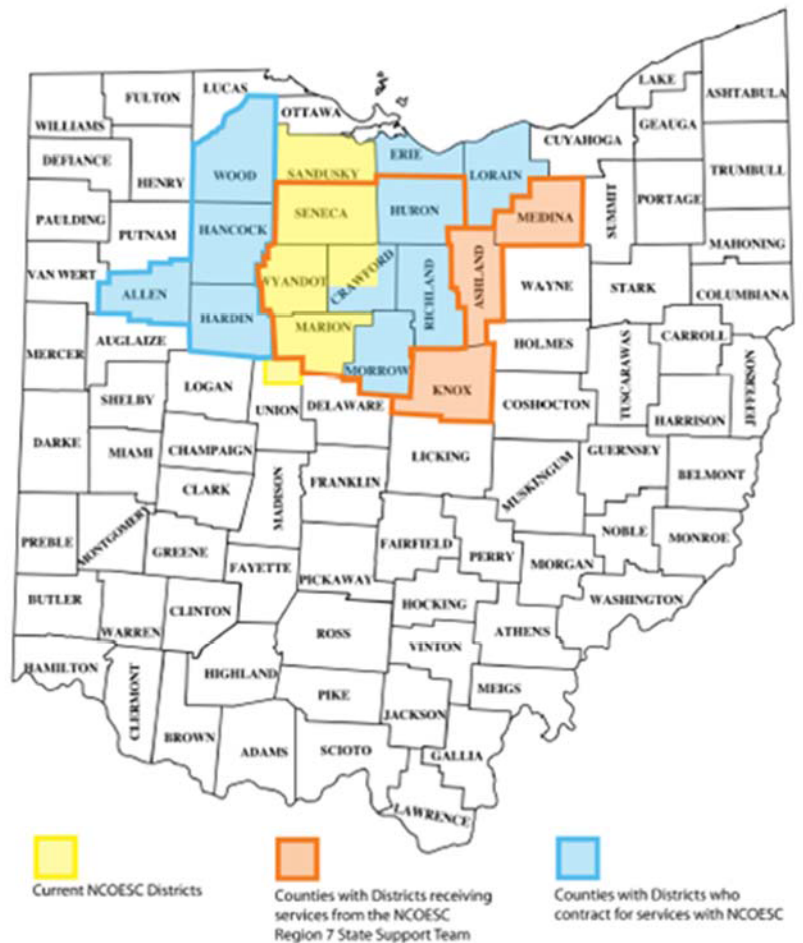 LAKE
LUCAS
ASHTABULA
FULTON
OTTAWA
GEAUGA
WILLIAMS
CUYAHOGA
ERIE
DEFIANCE
TRUMBULL
SANDUSKY
WOOD
LORAIN
HENRY
PORTAGE
SUMMIT
SENECA
HURON
MEDINA
PAULDING
HANCOCK
PUTNAM
MAHONING
VAN WERT
WYANDOT
CRAWFORD
RICHLAND
ASHLAND
WAYNE
STARK
ALLEN
COLUMBIANA
HARDIN
MARION
CARROLL
AUGLAIZE
HOLMES
TUSCARAWAS
JEFFERSON
MERCER
MORROW
LOGAN
KNOX
SHELBY
UNION
DELAWARE
COSHOCTON
HARRISON
DARKE
MIAMI
CHAMPAIGN
LICKING
GUERNSEY
MUSKINGUM
BELMONT
CLARK
FRANKLIN
MADISON
PREBLE
MONTGOMERY
GREENE
FAIRFIELD
NOBLE
MONROE
PERRY
FAYETTE
MORGAN
PICKAWAY
BUTLER
WASHINGTON
CLINTON
HOCKING
WARREN
ROSS
ATHENS
VINTON
HAMILTON
HIGHLAND
CLERMONT
PIKE
MEIGS
JACKSON
BROWN
ADAMS
SCIOTO
GALLIA
LAWRENCE
Current NCOESC Districts
Counties with Districts receiving
services from the NCOESC
Region 7 State Support Team
Counties with Districts who
contract for services with NCOESC